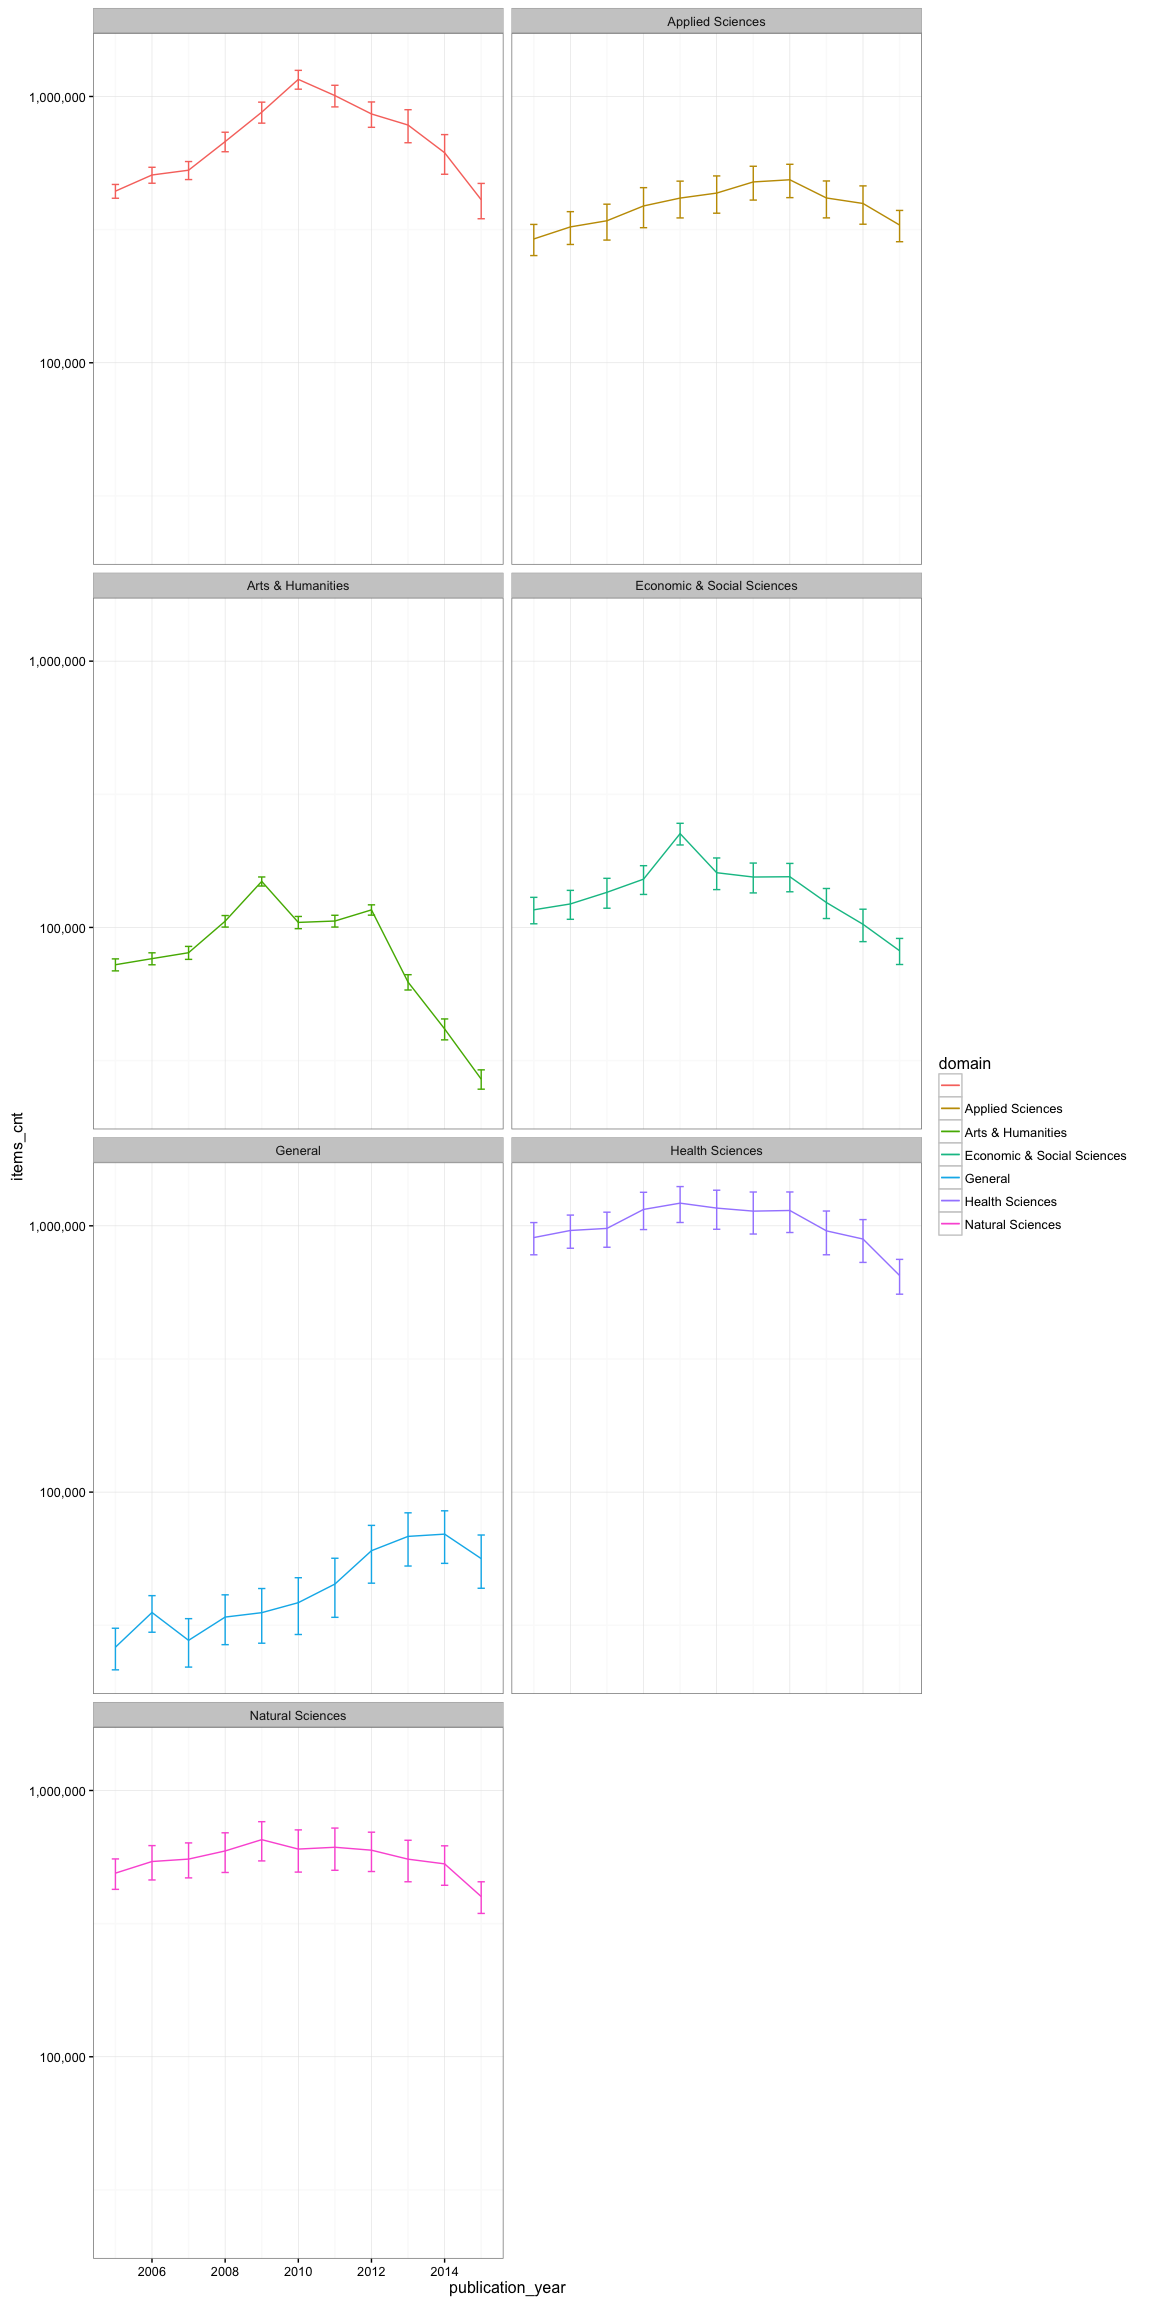 Applied Sciences
1,000,000
100,000
Arts & Humanities
Economic & Social Sciences
1,000,000
100,000
General
Health Sciences
1,000,000
100,000
Natural Sciences
1,000,000
100,000
2006 2008 2010 2012 2014
publication_year
items_cnt
domain
Applied Sciences
Arts & Humanities
Economic & Social Sciences
General
Health Sciences
Natural Sciences